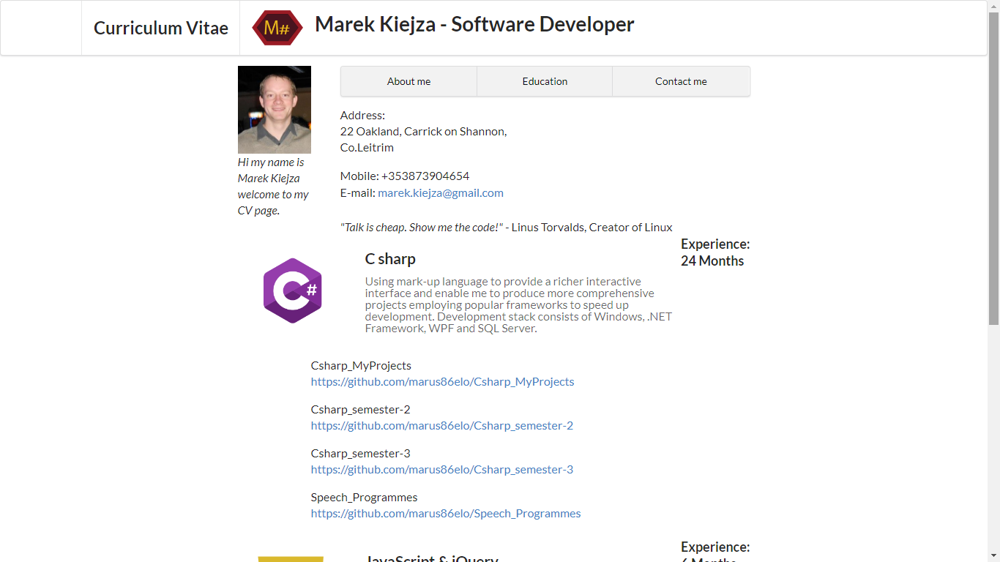 Curriculum Vitae
M#
Marek Kiejza - Software Developer
About me
Education
Contact me
Hi my name is
Marek Kiejza
welcome to my
CV page.
Address:
22 Oakland, Carrick on Shannon,
Co.Leitrim
Mobile: +353873904654
E-mail: marek.kiejza@gmail.com
"Talk is cheap. Show me the code!" - Linus Torvalds, Creator of Linux
C#
C sharp
Using mark-up language to provide a richer interactive
interface and enable me to produce more comprehensive
projects employing popular frameworks to speed up
development. Development stack consists of Windows, .NET
Framework, WPF and SQL Server.
Experience:
24 Months
Csharp_MyProjects
https://github.com/marus86elo/Csharp_MyProjects
Csharp_semester-2
https://github.com/marus86elo/Csharp_semester-2
Csharp_semester-3
https://github.com/marus86elo/Csharp_semester-3
Speech_Programmes
https://github.com/marus86elo/Speech_Programmes
JavaScript & jQuery
Experience:
6 Months